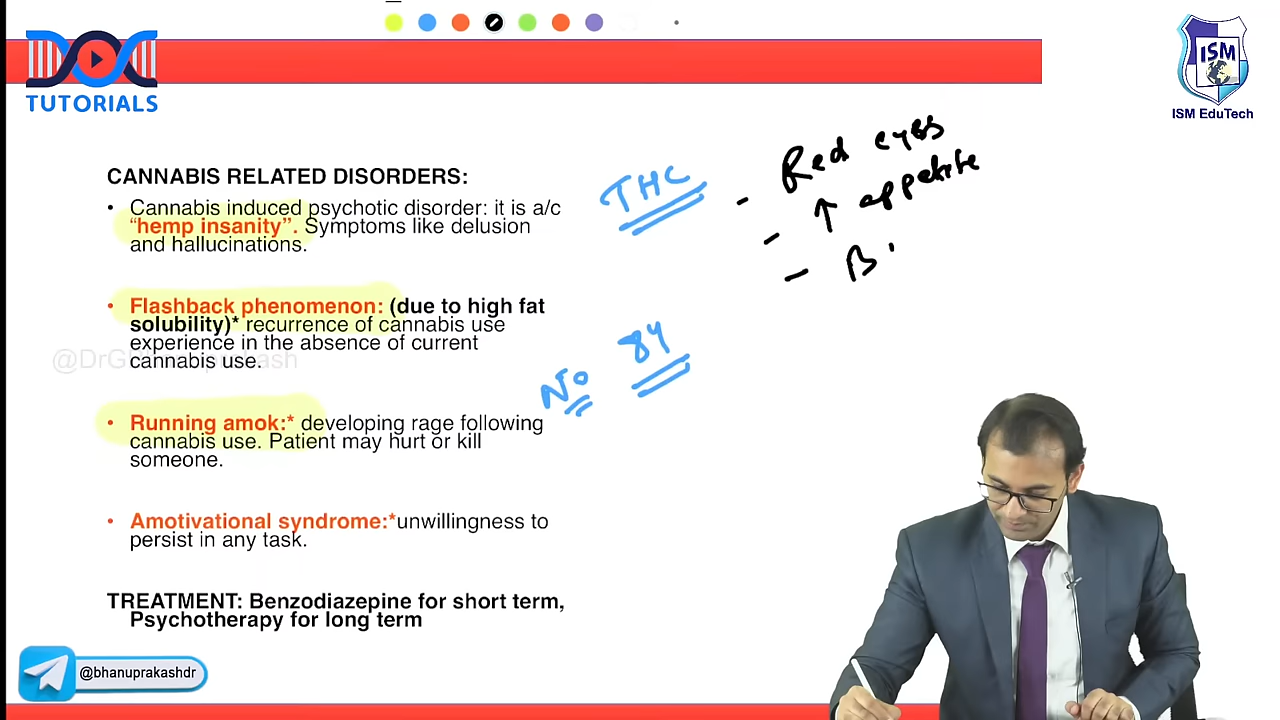 DOC
TUTORIALS
ISM
ISM EduTech
CANNABIS RELATED DISORDERS:
• Cannabis induced psychotic disorder: it is a/c
“hemp insanity”. Symptoms like delusion
and hallucinations.
• Flashback phenomenon: (due to high fat
solubility)* recurrence of cannabis use
experience in the absence of current
cannabis use.
• Running amok:* developing rage following
cannabis use. Patient may hurt or kill
someone.
• Amotivational syndrome:*unwillingness to
persist in any task.
TREATMENT: Benzodiazepine for short term,
Psychotherapy for long term
THC
- Red eyes
- ↑ appetite
- B
No
@bhanuprakashdr